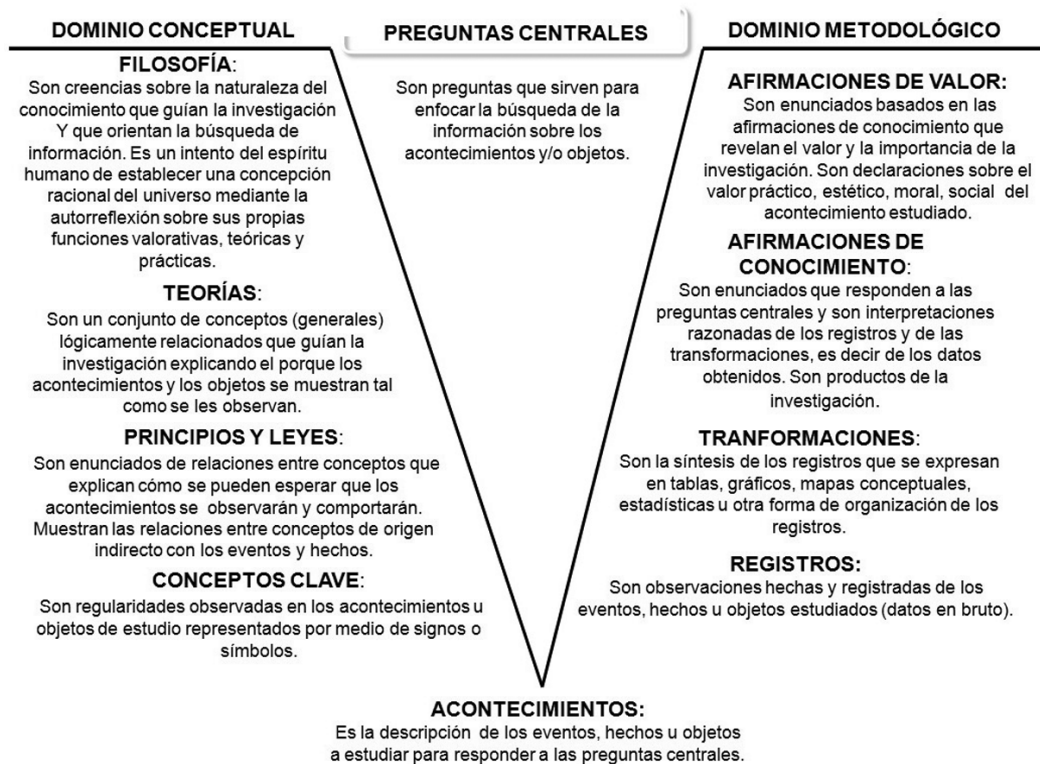 DOMINIO CONCEPTUAL
FILOSOFÍA:
Son creencias sobre la naturaleza del
conocimiento que guían la investigación
Y que orientan la búsqueda de
información. Es un intento del espíritu
humano de establecer una concepción
racional del universo mediante la
autorreflexión sobre sus propias
funciones valorativas, teóricas y
prácticas.
TEORÍAS:
Son un conjunto de conceptos (generales)
lógicamente relacionados que guían la
investigación explicando el porque los
acontecimientos y los objetos se muestran tal
como se les observan.
PRINCIPIOS Y LEYES:
Son enunciados de relaciones entre conceptos que
explican cómo se pueden esperar que los
acontecimientos se observarán y comportarán.
Muestran las relaciones entre conceptos de origen
indirecto con los eventos y hechos.
CONCEPTOS CLAVE:
Son regularidades observadas en los acontecimientos u
objetos de estudio representados por medio de signos o
símbolos.
PREGUNTAS CENTRALES
Son preguntas que sirven para
enfocar la búsqueda de la
información sobre los
acontecimientos y/o objetos.
DOMINIO METODOLÓGICO
AFIRMACIONES DE VALOR:
Son enunciados basados en las
afirmaciones de conocimiento que
revelan el valor y la importancia de la
investigación. Son declaraciones sobre el
valor práctico, estético, moral, social del
acontecimiento estudiado.
AFIRMACIONES DE
CONOCIMIENTO:
Son enunciados que responden a las
preguntas centrales y son interpretaciones
razonadas de los registros y de las
transformaciones, es decir de los datos
obtenidos. Son productos de la
investigación.
TRANFORMACIONES:
Son la síntesis de los registros que se expresan
en tablas, gráficos, mapas conceptuales,
estadísticas u otra forma de organización de los
registros.
REGISTROS:
Son observaciones hechas y registradas de los
eventos, hechos u objetos estudiados (datos en bruto).
ACONTECIMIENTOS:
Es la descripción de los eventos, hechos u objetos
a estudiar para responder a las preguntas centrales.